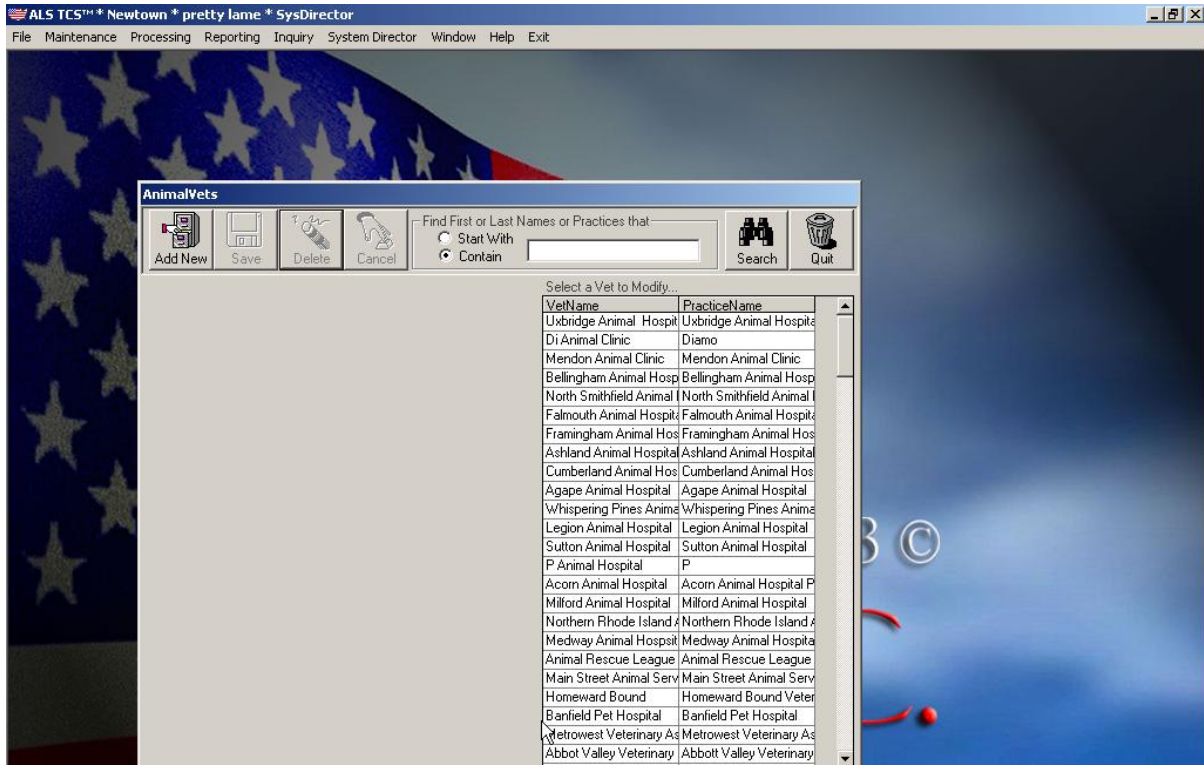 ALS TCS™ * Newtown * pretty lame * SysDirector
File Maintenance Processing Reporting Inquiry System Director Window Help Exit
AnimalVets
Add New Save Delete Cancel
Find First or Last Names or Practices that
Start With
Contain
Search Quit
Select a Vet to Modify...
VetName PracticeName
Uxbridge Animal Hospit Uxbridge Animal Hospita
Di Animal Clinic Diamo
Mendon Animal Clinic Mendon Animal Clinic
Bellingham Animal Hosp Bellingham Animal Hosp
North Smithfield Animal North Smithfield Animal
Falmouth Animal Hospita Falmouth Animal Hospita
Framingham Animal Hos Framingham Animal Hos
Ashland Animal Hospital Ashland Animal Hospital
Cumberland Animal Hos Cumberland Animal Hos
Agape Animal Hospital Agape Animal Hospital
Whispering Pines Anima Whispering Pines Anima
Legion Animal Hospital Legion Animal Hospital
Sutton Animal Hospital Sutton Animal Hospital
P Animal Hospital P
Acorn Animal Hospital Acorn Animal Hospital P
Milford Animal Hospital Milford Animal Hospital
Northern Rhode Island Northern Rhode Island
Medway Animal Hospsit Medway Animal Hospita
Animal Rescue League Animal Rescue League
Main Street Animal Serv Main Street Animal Serv
Homeward Bound Homeward Bound Veter
Banfield Pet Hospital Banfield Pet Hospital
Metrowest Veterinary As Metrowest Veterinary As
Abbot Valley Veterinary Abbott Valley Veterinary
3 ©